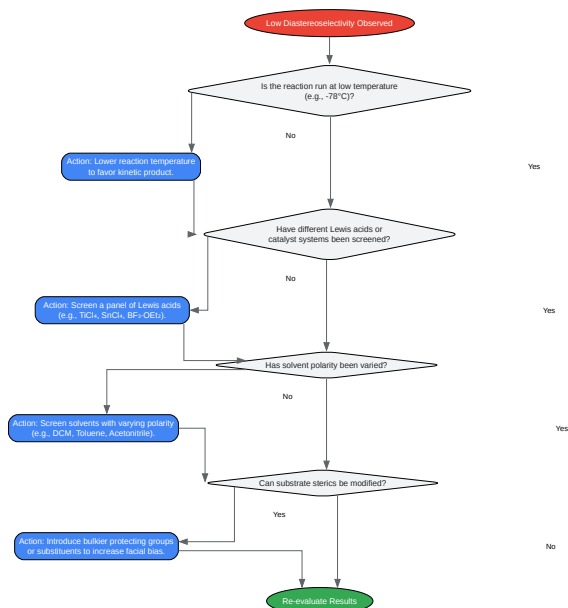 Low Diastereoselectivity Observed
Is the reaction run at low temperature
(e.g., -78°C)?
No
Action: Lower reaction temperature
to favor kinetic product.
Yes
Have different Lewis acids or
catalyst systems been screened?
No
Action: Screen a panel of Lewis acids
(e.g., TiCl₄, SnCl₄, BF₃·OEt₂).
Yes
Has solvent polarity been varied?
No
Action: Screen solvents with varying polarity
(e.g., DCM, Toluene, Acetonitrile).
Yes
Can substrate sterics be modified?
Yes
Action: Introduce bulkier protecting groups
or substituents to increase facial bias.
No
Re-evaluate Results